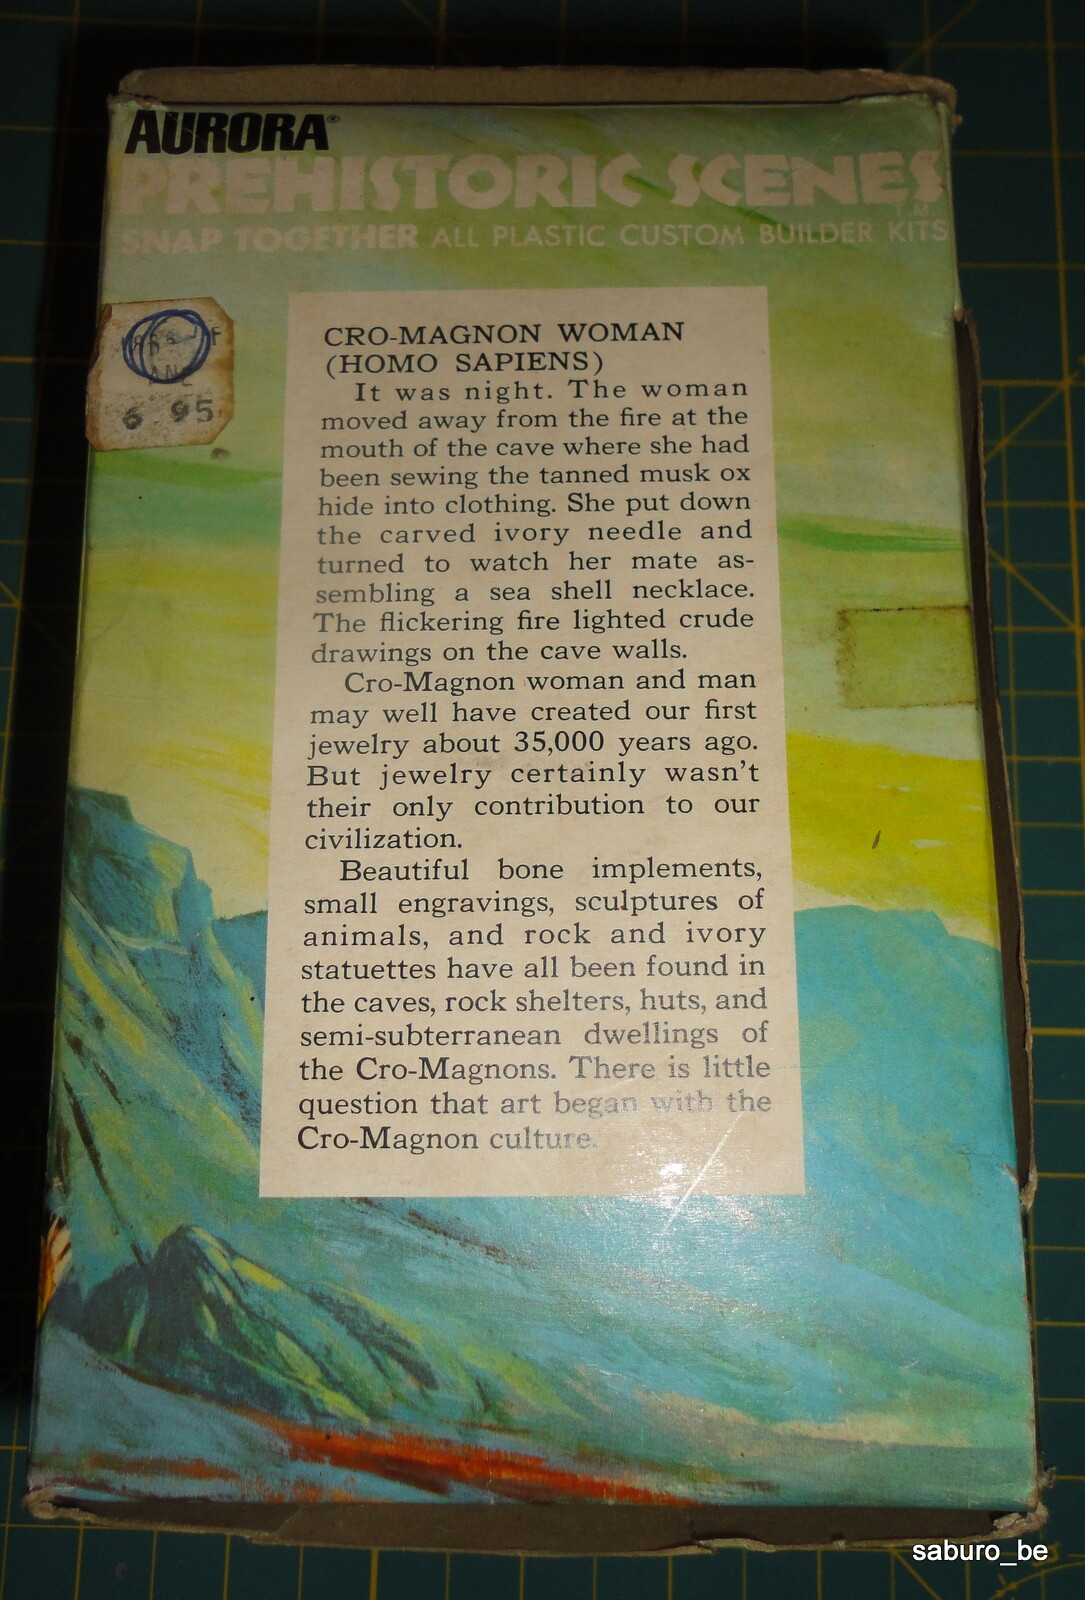 AURORA®
PREHISTORIC SCENES
T.M.
SNAP TOGETHER ALL PLASTIC CUSTOM BUILDER KITS
6 95
CRO-MAGNON WOMAN
(HOMO SAPIENS)
It was night. The woman
moved away from the fire at the
mouth of the cave where she had
been sewing the tanned musk ox
hide into clothing. She put down
the carved ivory needle and
turned to watch her mate as-
sembling a sea shell necklace.
The flickering fire lighted crude
drawings on the cave walls.
Cro-Magnon woman and man
may well have created our first
jewelry about 35,000 years ago.
But jewelry certainly wasn't
their only contribution to our
civilization.
Beautiful bone implements,
small engravings, sculptures of
animals, and rock and ivory
statuettes have all been found in
the caves, rock shelters, huts, and
semi-subterranean dwellings of
the Cro-Magnons. There is little
question that art began with the
Cro-Magnon culture.
saburo_be